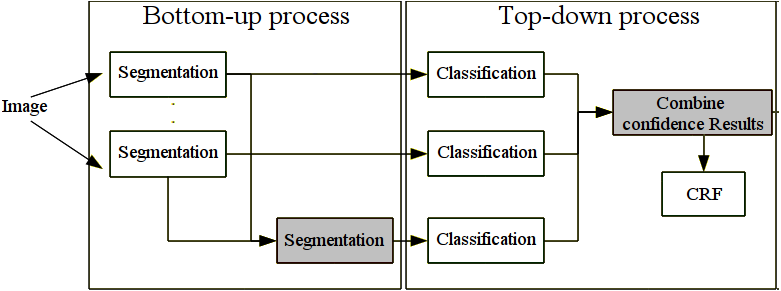 Bottom-up process
Top-down process
Segmentation
Classification
Image
Combine
confidence Results
Segmentation
Classification
CRF
Segmentation
Classification